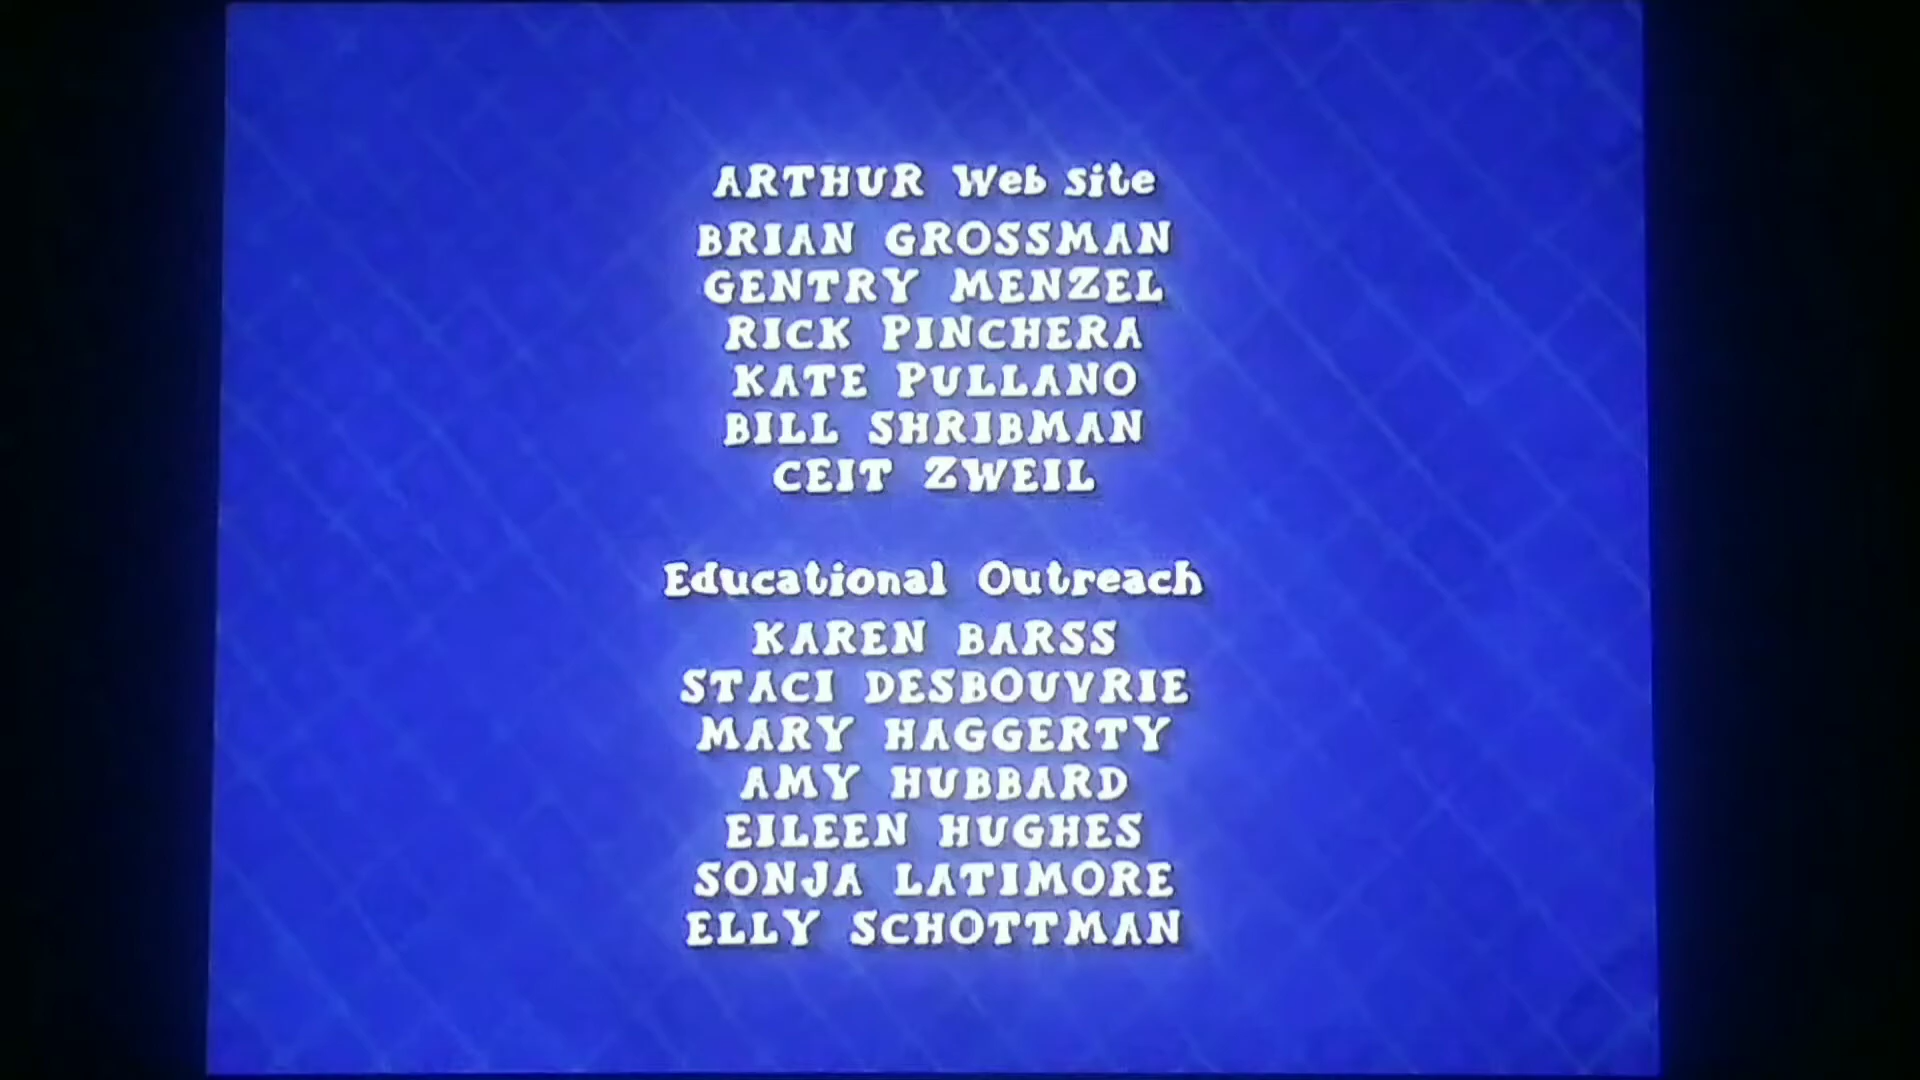 ARTHUR Web site
BRIAN GROSSMAN
GENTRY MENZEL
RICK PINCHERA
KATE PULLANO
BILL SHRIBMAN
CEIT ZWEIL
Educational Outreach
KAREN BARSS
STACI DESBOUVRIE
MARY HAGGERTY
AMY HUBBARD
EILEEN HUGHES
SONJA LATIMORE
ELLY SCHOTTMAN